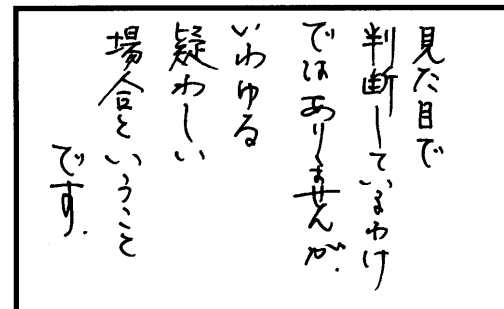 見た目で
判断しているわけ
ではありませんが.
いわゆる
疑わしい
場合ということ
です.